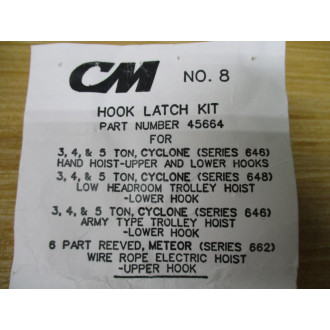 CM NO. 8
HOOK LATCH KIT
PART NUMBER 45664
FOR
3, 4, & 5 TON, CYCLONE (SERIES 646)
HAND HOIST-UPPER AND LOWER HOOKS
3, 4, & 5 TON, CYCLONE (SERIES 648)
LOW HEADROOM TROLLEY HOIST
-LOWER HOOK
3, 4, & 5 TON, CYCLONE (SERIES 646)
ARMY TYPE TROLLEY HOIST
-LOWER HOOK
6 PART REEVED, METEOR (SERIES 662)
WIRE ROPE ELECTRIC HOIST
-UPPER HOOK